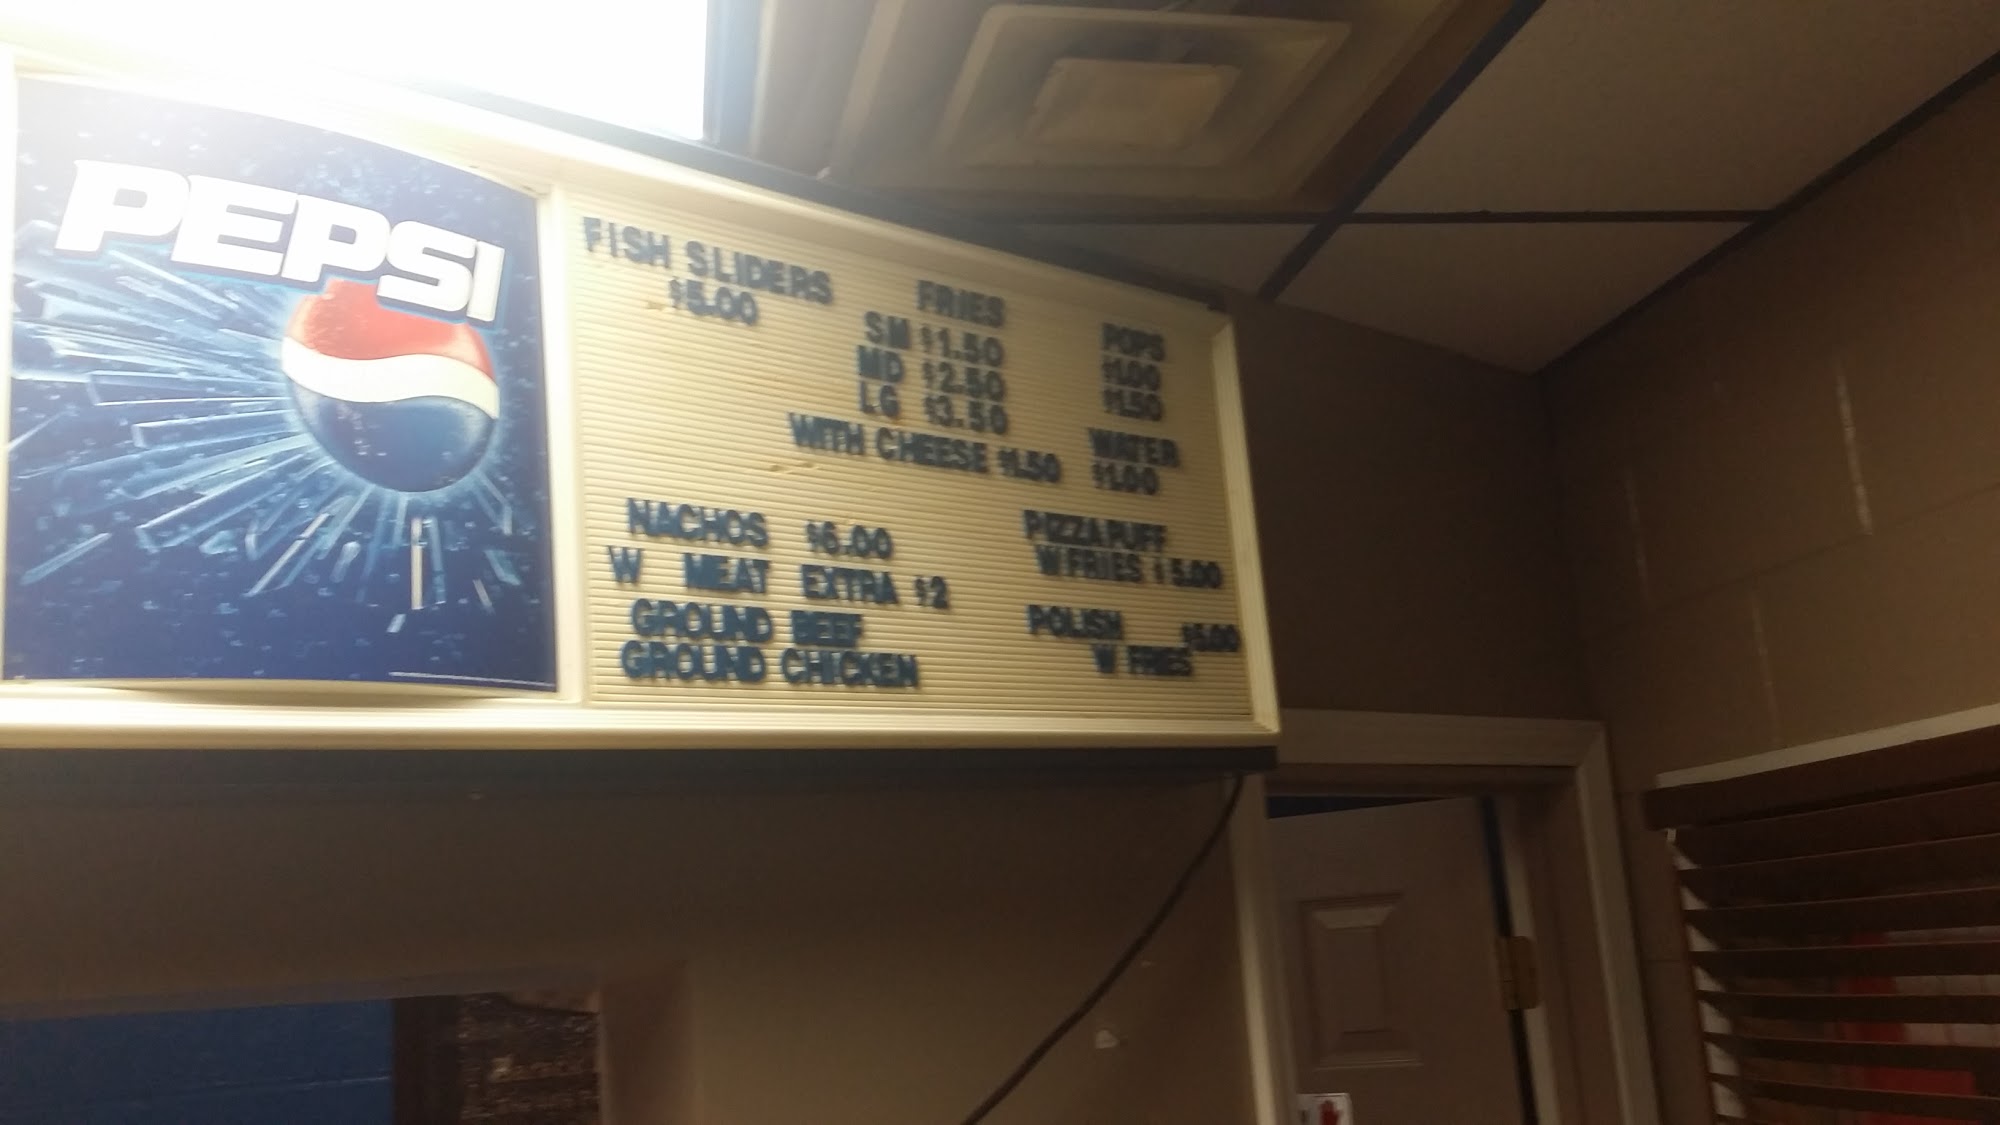 PEPSI
FISH SLIDERS
$5.00
FRIES
SM $1.50
MD $2.50
LG $3.50
WITH CHEESE $1.50
POPS
$1.00
$1.50
WATER
$1.00
NACHOS $6.00
W MEAT EXTRA $2
GROUND BEEF
GROUND CHICKEN
PIZZA PUFF
W FRIES $5.00
POLISH $5.00
W FRIES